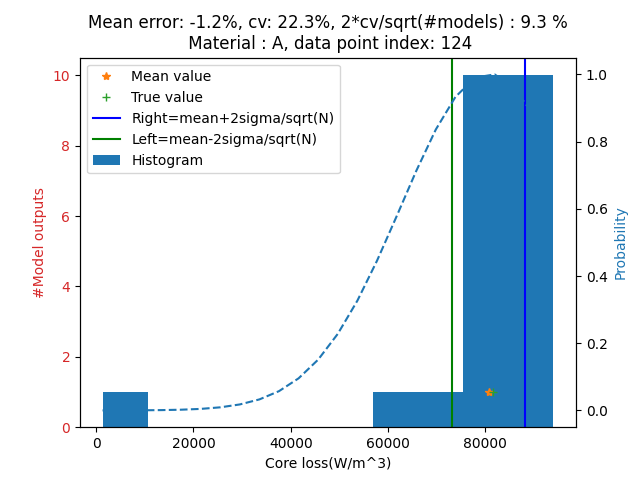 Mean error: -1.2%, cv: 22.3%, 2*cv/sqrt(#models) : 9.3 %
Material : A, data point index: 124
Mean value
True value
Right=mean+2sigma/sqrt(N)
Left=mean-2sigma/sqrt(N)
Histogram
10
8
6
4
2
0
#Model outputs
1.0
0.8
0.6
0.4
0.2
0.0
Probability
0 20000 40000 60000 80000
Core loss(W/m^3)